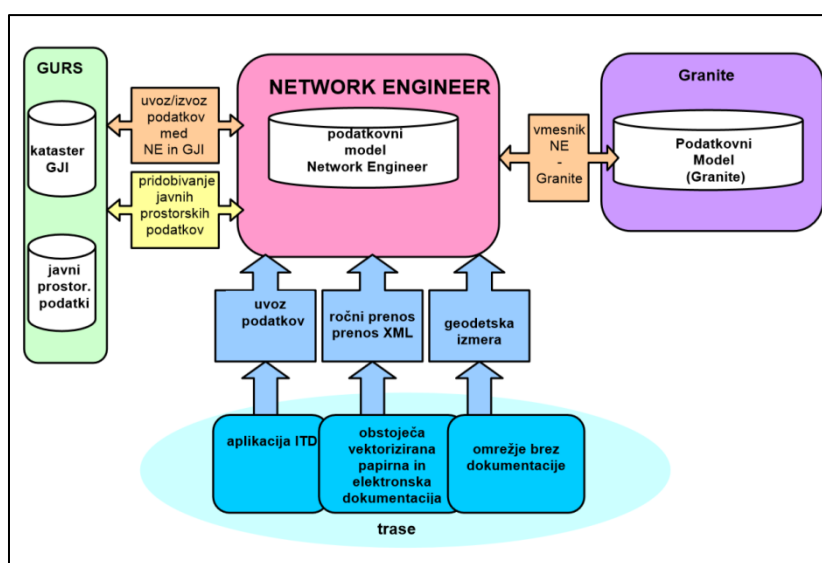 GURS
kataster
GJI
javni
prostor.
podatki
uvoz/izvoz
podatkov
med
NE in GJI
pridobivanje
javnih
prostorskih
podatkov
NETWORK ENGINEER
podatkovni
model
Network Engineer
vmesnik
NE
-
Granite
Granite
Podatkovni
Model
(Granite)
uvoz
podatkov
ročni prenos
prenos XML
geodetska
izmera
aplikacija ITD
obstoječa
vektorizirana
papirna in
elektronska
dokumentacija
omrežje brez
dokumentacije
trase